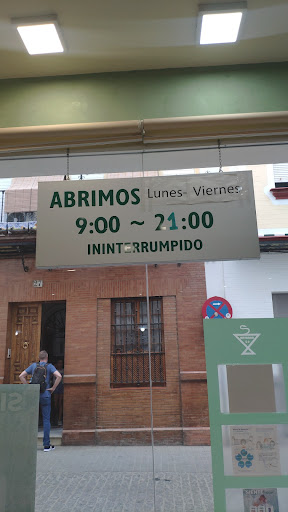 ABRIMOS Lunes- Viernes
9:00 ~ 21:00
ININTERRUMPIDO